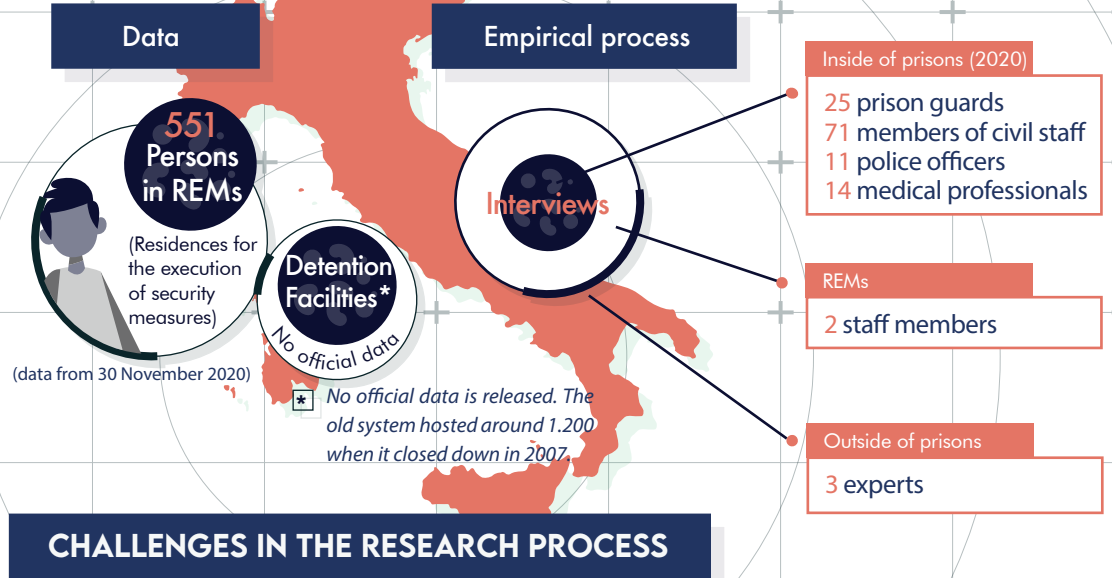 Data
551
Persons
in REMs
(Residences for
the execution
of security
measures)
(data from 30 November 2020)
Detention
Facilities*
No official data
* No official data is released. The
old system hosted around 1.200
when it closed down in 2007.
Empirical process
Interviews
Inside of prisons (2020)
25 prison guards
71 members of civil staff
11 police officers
14 medical professionals
REMs
2 staff members
Outside of prisons
3 experts
CHALLENGES IN THE RESEARCH PROCESS